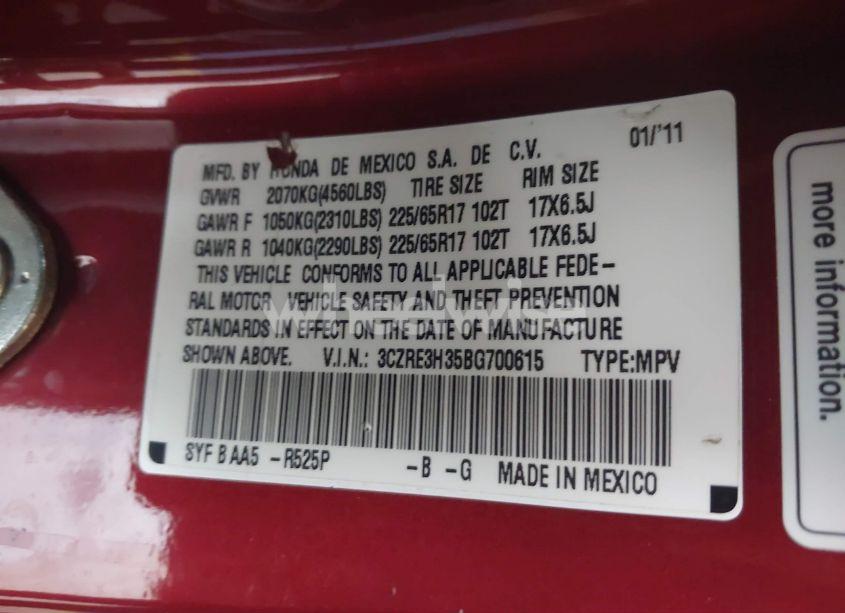 MFD. BY HONDA DE MEXICO S.A. DE C.V. 01/'11
GVWR 2070KG(4560LBS) TIRE SIZE RIM SIZE
GAWR F 1050KG(2310LBS) 225/65R17 102T 17X6.5J
GAWR R 1040KG(2290LBS) 225/65R17 102T 17X6.5J
THIS VEHICLE CONFORMS TO ALL APPLICABLE FEDE-
RAL MOTOR VEHICLE SAFETY AND THEFT PREVENTION
STANDARDS IN EFFECT ON THE DATE OF MANUFACTURE
SHOWN ABOVE. V.I.N.: 3CZRE3H35BG700615 TYPE:MPV
SYF B AA5 -R525P -B -G MADE IN MEXICO
more information.